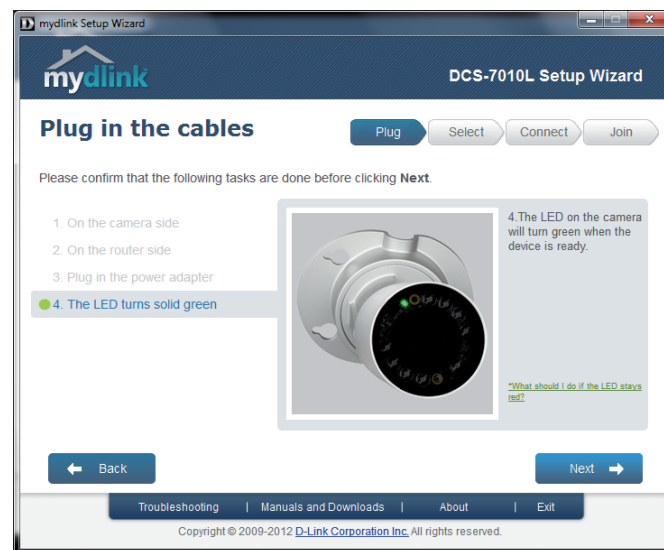 mydlink Setup Wizard
mydlink
DCS-7010L Setup Wizard
Plug in the cables
Plug
Select
Connect
Join
Please confirm that the following tasks are done before clicking Next.
1. On the camera side
2. On the router side
3. Plug in the power adapter
4. The LED turns solid green
4.The LED on the camera
will turn green when the
device is ready.
*What should I do if the LED stays
red?
Back
Next
Troubleshooting | Manuals and Downloads | About | Exit
Copyright © 2009-2012 D-Link Corporation Inc. All rights reserved.